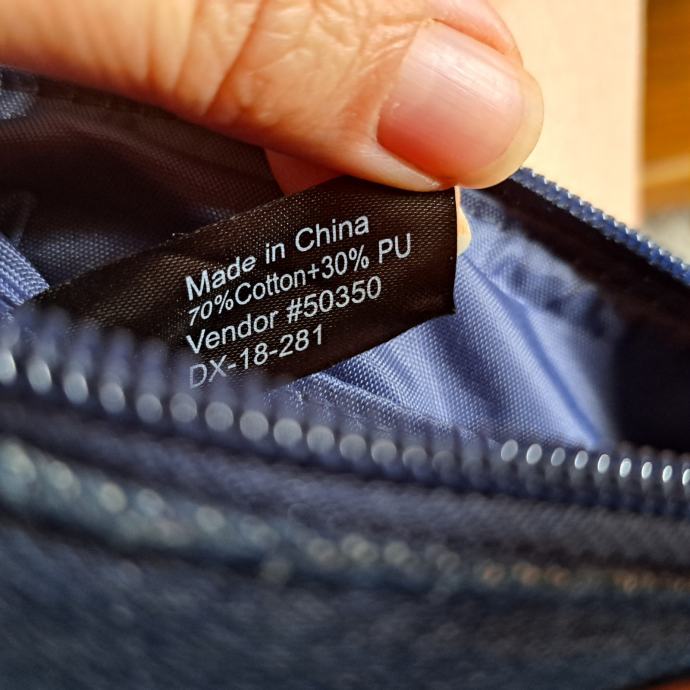 Made in China
70%Cotton+30% PU
Vendor #50350
DX-18-281